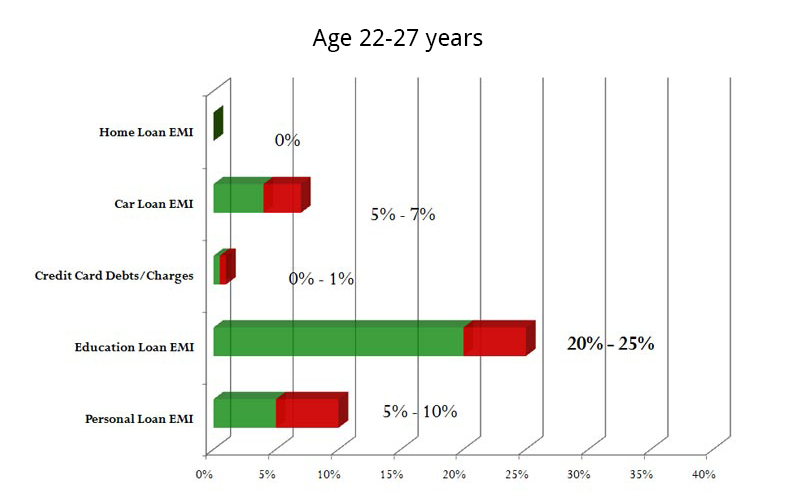 Age 22-27 years
Home Loan EMI
0%
Car Loan EMI
5% - 7%
Credit Card Debts/Charges
0% - 1%
Education Loan EMI
20% - 25%
Personal Loan EMI
5% - 10%
0% 5% 10% 15% 20% 25% 30% 35% 40%